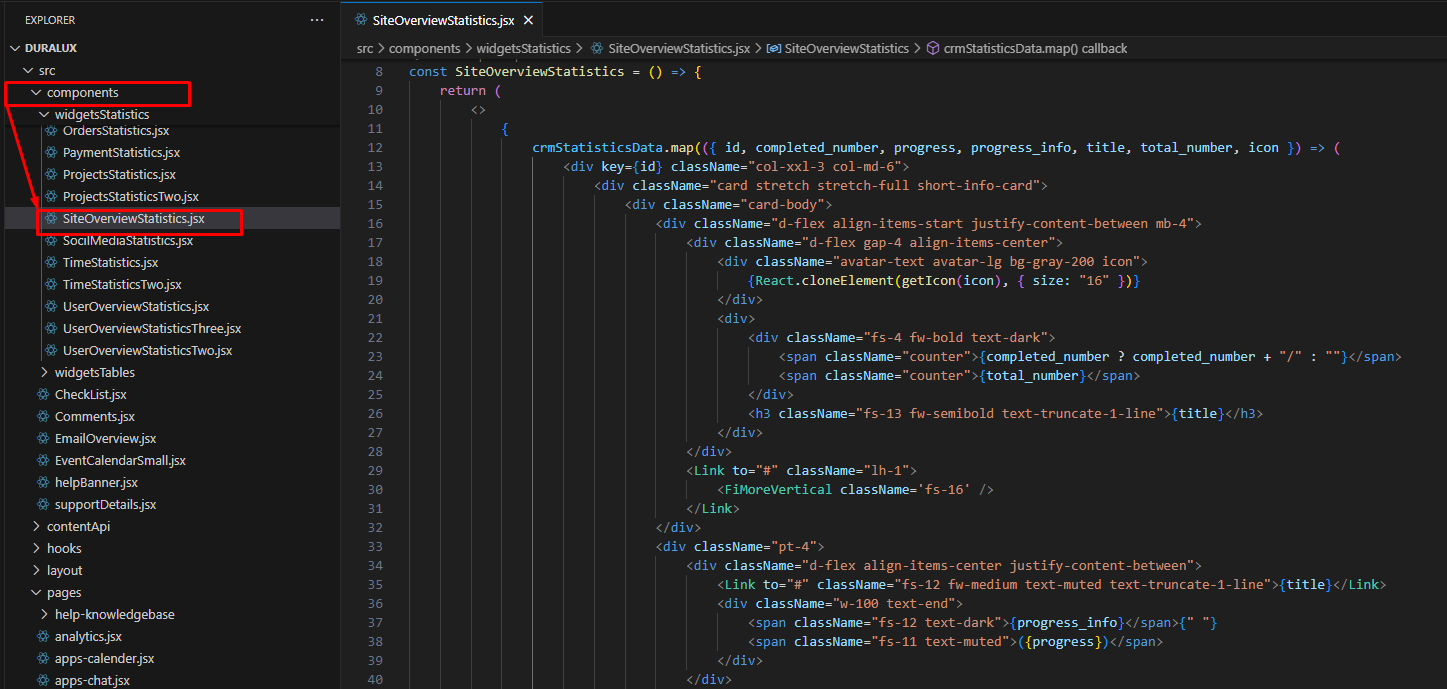 EXPLORER
DURALUX
src
components
widgetsStatistics
OrdersStatistics.jsx
PaymentStatistics.jsx
ProjectsStatistics.jsx
ProjectsStatisticsTwo.jsx
SiteOverviewStatistics.jsx
SocilMediaStatistics.jsx
TimeStatistics.jsx
TimeStatisticsTwo.jsx
UserOverviewStatistics.jsx
UserOverviewStatisticsThree.jsx
UserOverviewStatisticsTwo.jsx
widgetsTables
CheckList.jsx
Comments.jsx
EmailOverview.jsx
EventCalendarSmall.jsx
helpBanner.jsx
supportDetails.jsx
contentApi
hooks
layout
pages
help-knowledgebase
analytics.jsx
apps-calender.jsx
apps-chat.jsx
SiteOverviewStatistics.jsx
src > components > widgetsStatistics > SiteOverviewStatistics.jsx > SiteOverviewStatistics > crmStatisticsData.map() callback
8 const SiteOverviewStatistics = () => {
9 return (
10 <>
11 {
12 crmStatisticsData.map(({ id, completed_number, progress, progress_info, title, total_number, icon }) => (
13 <div key={id} className="col-xxl-3 col-md-6">
14 <div className="card stretch stretch-full short-info-card">
15 <div className="card-body">
16 <div className="d-flex align-items-start justify-content-between mb-4">
17 <div className="d-flex gap-4 align-items-center">
18 <div className="avatar-text avatar-lg bg-gray-200 icon">
19 {React.cloneElement(getIcon(icon), { size: "16" })}
20 </div>
21 <div>
22 <div className="fs-4 fw-bold text-dark">
23 <span className="counter">{completed_number ? completed_number + "/" : ""}</span>
24 <span className="counter">{total_number}</span>
25 </div>
26 <h3 className="fs-13 fw-semibold text-truncate-1-line">{title}</h3>
27 </div>
28 </div>
29 <Link to="#" className="lh-1">
30 <FiMoreVertical className='fs-16' />
31 </Link>
32 </div>
33 <div className="pt-4">
34 <div className="d-flex align-items-center justify-content-between">
35 <Link to="#" className="fs-12 fw-medium text-muted text-truncate-1-line">{title}</Link>
36 <div className="w-100 text-end">
37 <span className="fs-12 text-dark">{progress_info}</span>{" "}
38 <span className="fs-11 text-muted">({progress})</span>
39 </div>
40 </div>